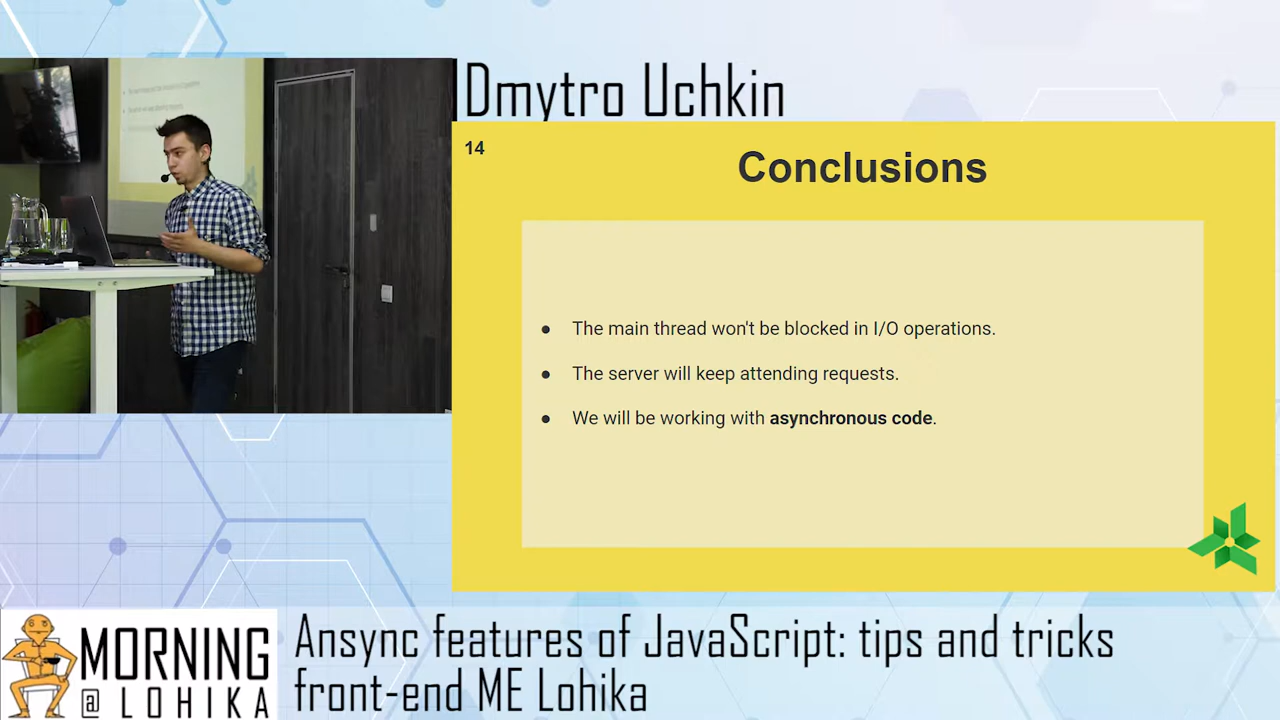 Dmytro Uchkin
14
Conclusions
● The main thread won't be blocked in I/O operations.
● The server will keep attending requests.
● We will be working with asynchronous code.
MORNING
@ LOHIKA
Ansync features of JavaScript: tips and tricks
front-end ME Lohika